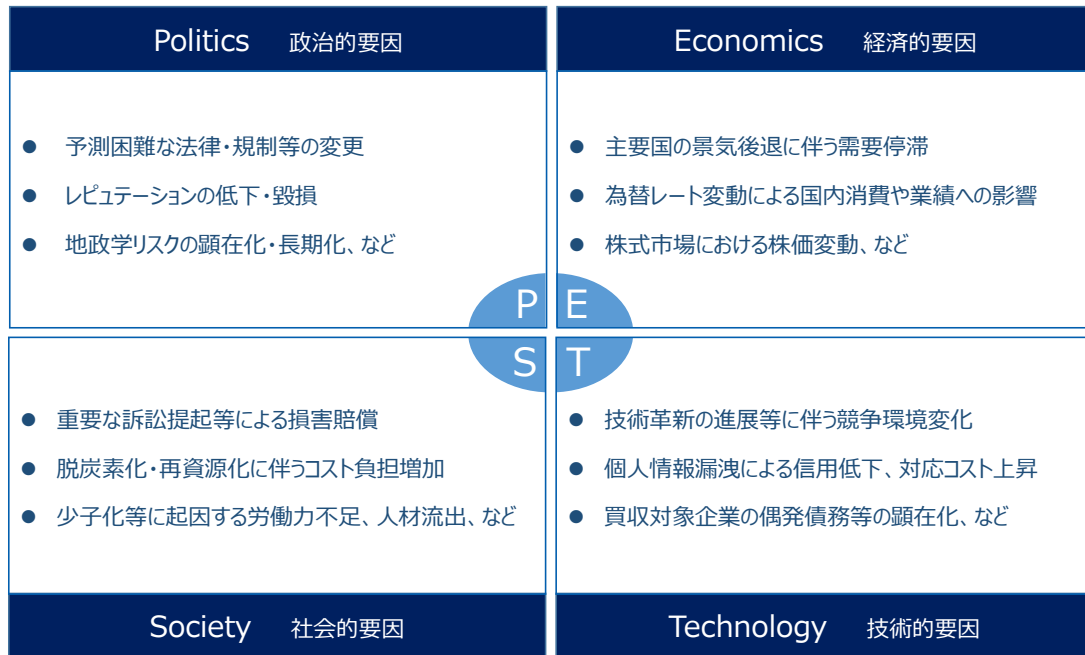 Politics 政治的要因
● 予測困難な法律・規制等の変更
● レピュテーションの低下・毀損
● 地政学リスクの顕在化・長期化、など
Economics 経済的要因
● 主要国の景気後退に伴う需要停滞
● 為替レート変動による国内消費や業績への影響
● 株式市場における株価変動、など
P E
S T
● 重要な訴訟提起等による損害賠償
● 脱炭素化・再資源化に伴うコスト負担増加
● 少子化等に起因する労働力不足、人材流出、など
Society 社会的要因
● 技術革新の進展等に伴う競争環境変化
● 個人情報漏洩による信用低下、対応コスト上昇
● 買収対象企業の偶発債務等の顕在化、など
Technology 技術的要因